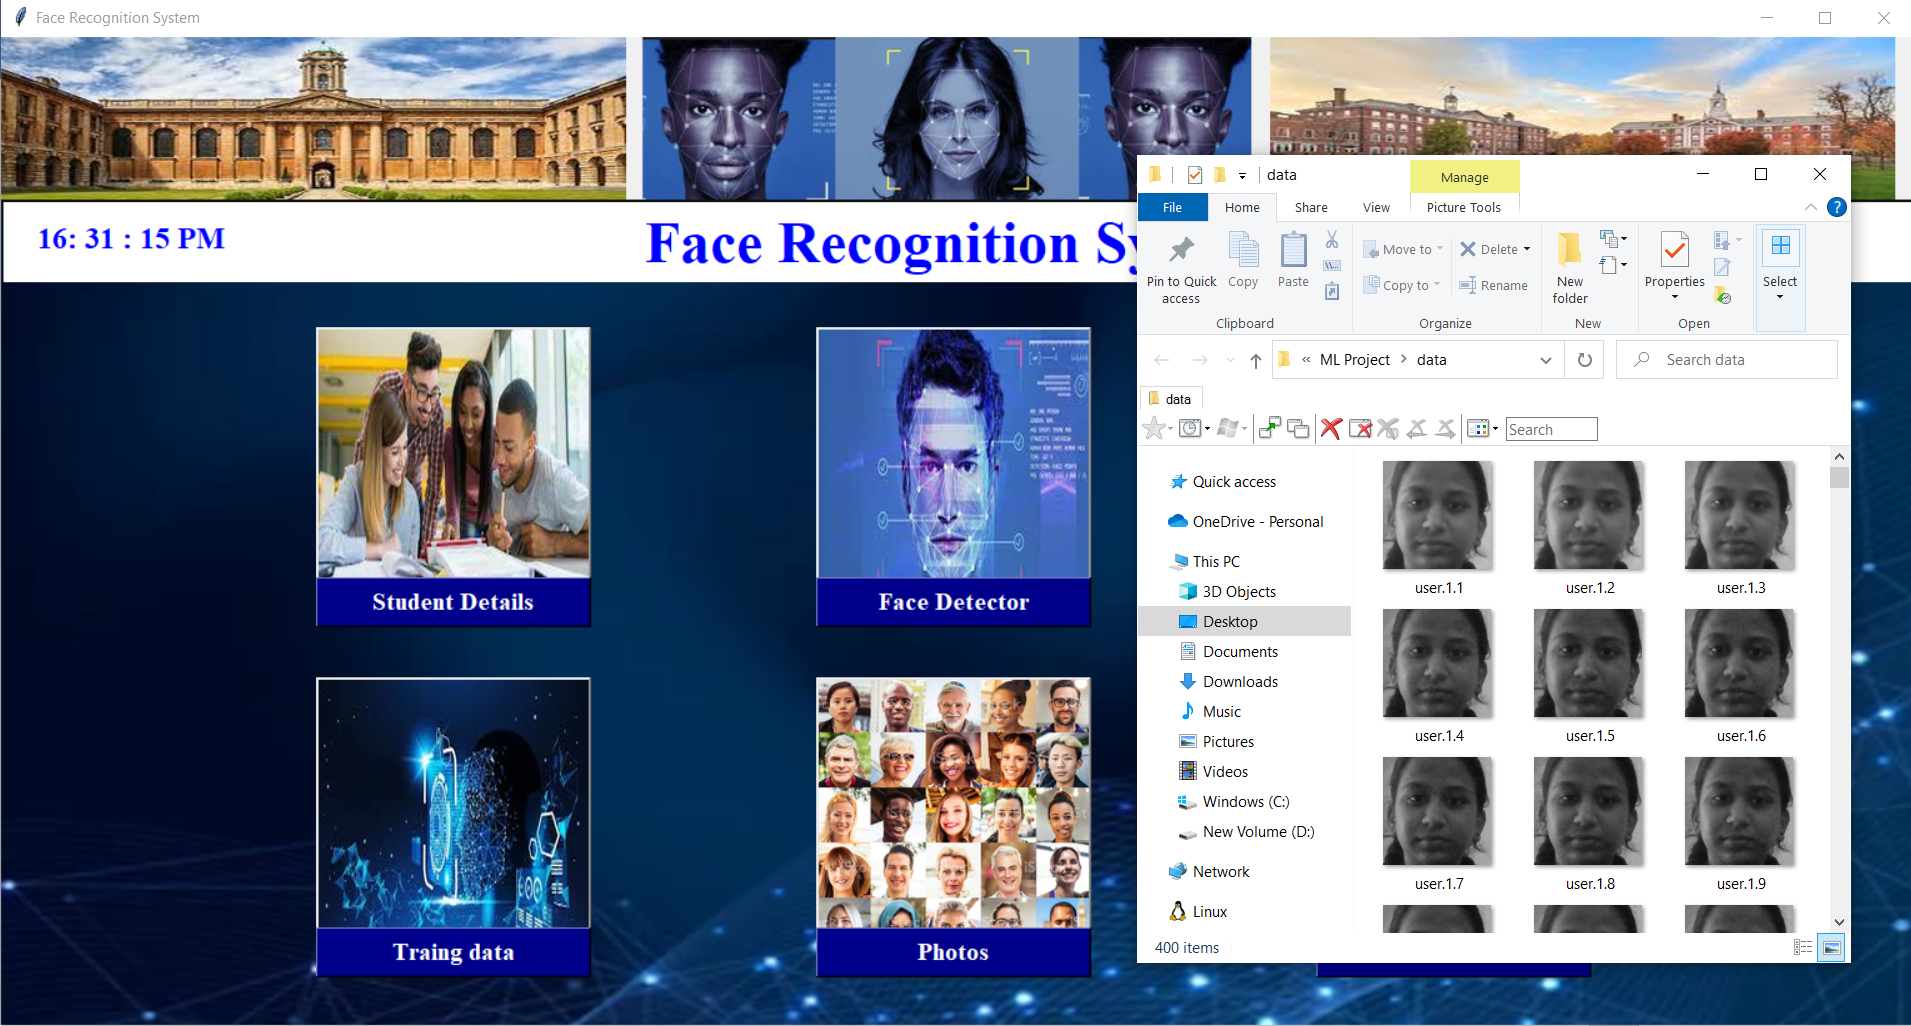 Face Recognition System
16: 31 : 15 PM
Face Recognition Sy
Student Details
Face Detector
Traing data
Photos
data
Manage
File
Home
Share
View
Picture Tools
Pin to Quick access
Copy
Paste
Move to
Copy to
Delete
Rename
New folder
Properties
Select
Clipboard
Organize
New
Open
« ML Project > data
Search data
data
Search
Quick access
OneDrive - Personal
This PC
3D Objects
Desktop
Documents
Downloads
Music
Pictures
Videos
Windows (C:)
New Volume (D:)
Network
Linux
user.1.1
user.1.2
user.1.3
user.1.4
user.1.5
user.1.6
user.1.7
user.1.8
user.1.9
400 items